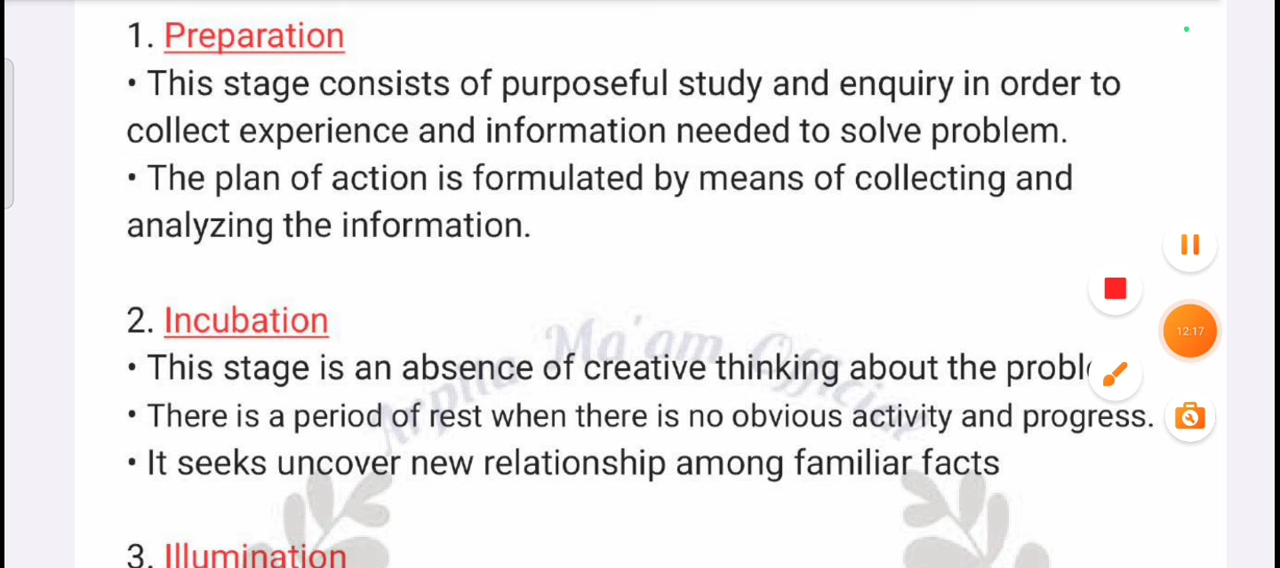 1. Preparation
• This stage consists of purposeful study and enquiry in order to
collect experience and information needed to solve problem.
• The plan of action is formulated by means of collecting and
analyzing the information.
2. Incubation
Ma'am Official
• This stage is an absence of creative thinking about the
• There is a period of rest when there is no obvious activity and progress.
• It seeks uncover new relationship among familiar facts
3. Illumination
12:17